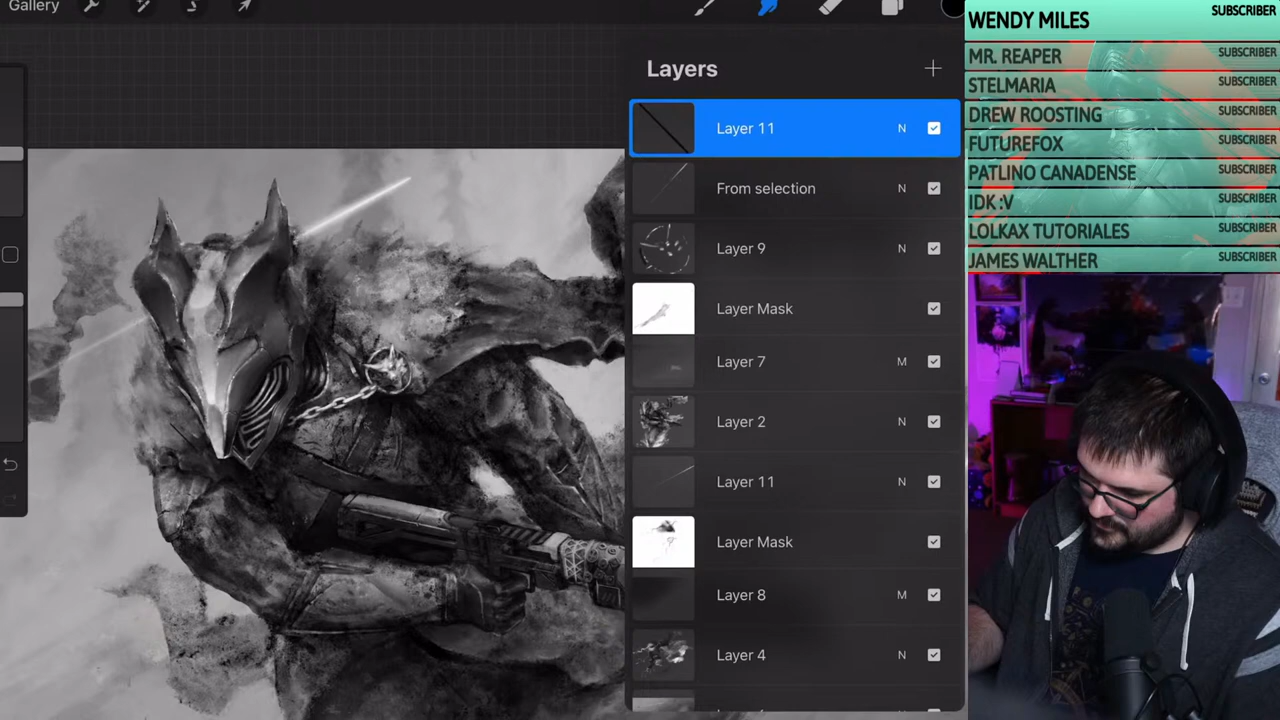 Gallery
Layers
Layer 11 N
From selection N
Layer 9 N
Layer Mask
Layer 7 M
Layer 2 N
Layer 11 N
Layer Mask
Layer 8 M
Layer 4 N
WENDY MILES SUBSCRIBER
MR. REAPER SUBSCRIBER
STELMARIA SUBSCRIBER
DREW ROOSTING SUBSCRIBER
FUTUREFOX SUBSCRIBER
PATLINO CANADENSE SUBSCRIBER
IDK :V SUBSCRIBER
LOLKAX TUTORIALES SUBSCRIBER
JAMES WALTHER SUBSCRIBER